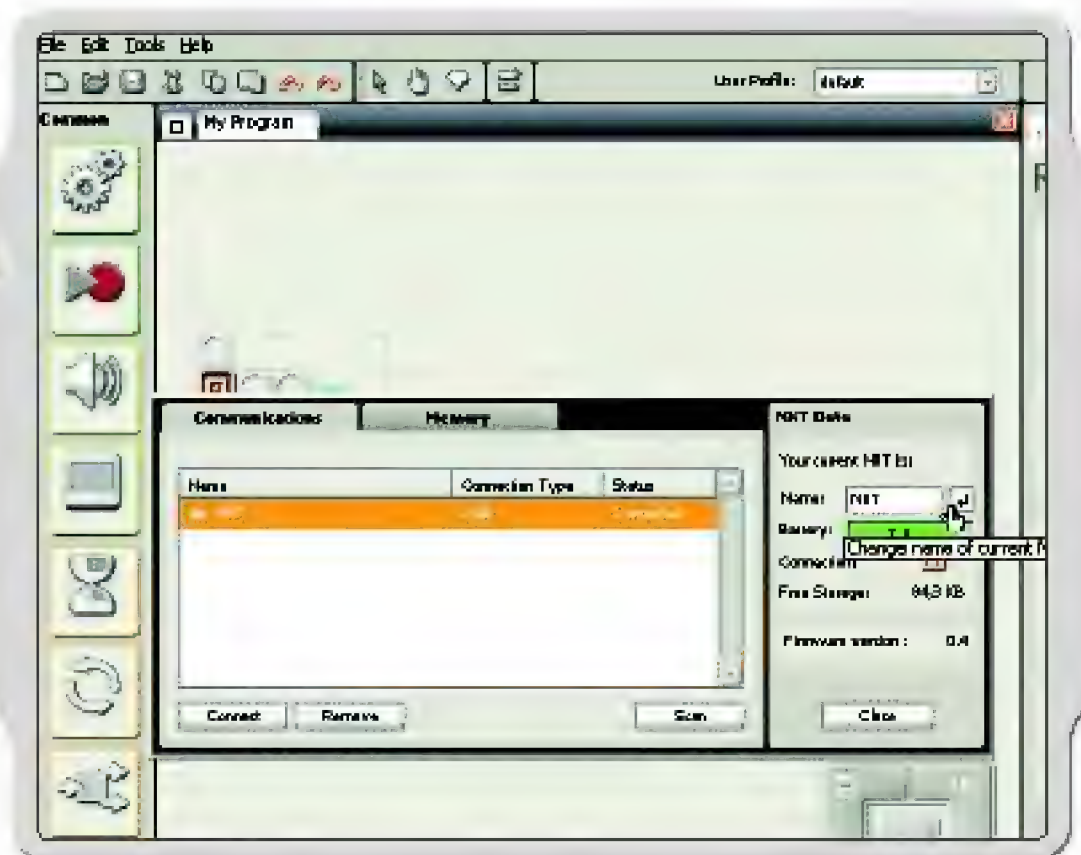 File Edit Tools Help
User Profile: default
Common
My Program
Communications
Memory
NXT Data
Your current NXT is:
Name
Connection Type
Status
Name: NXT
Battery:
Change name of current
Connection:
Free Storage: 94,3 KB
Firmware version: 0.4
Connect
Remove
Scan
Close